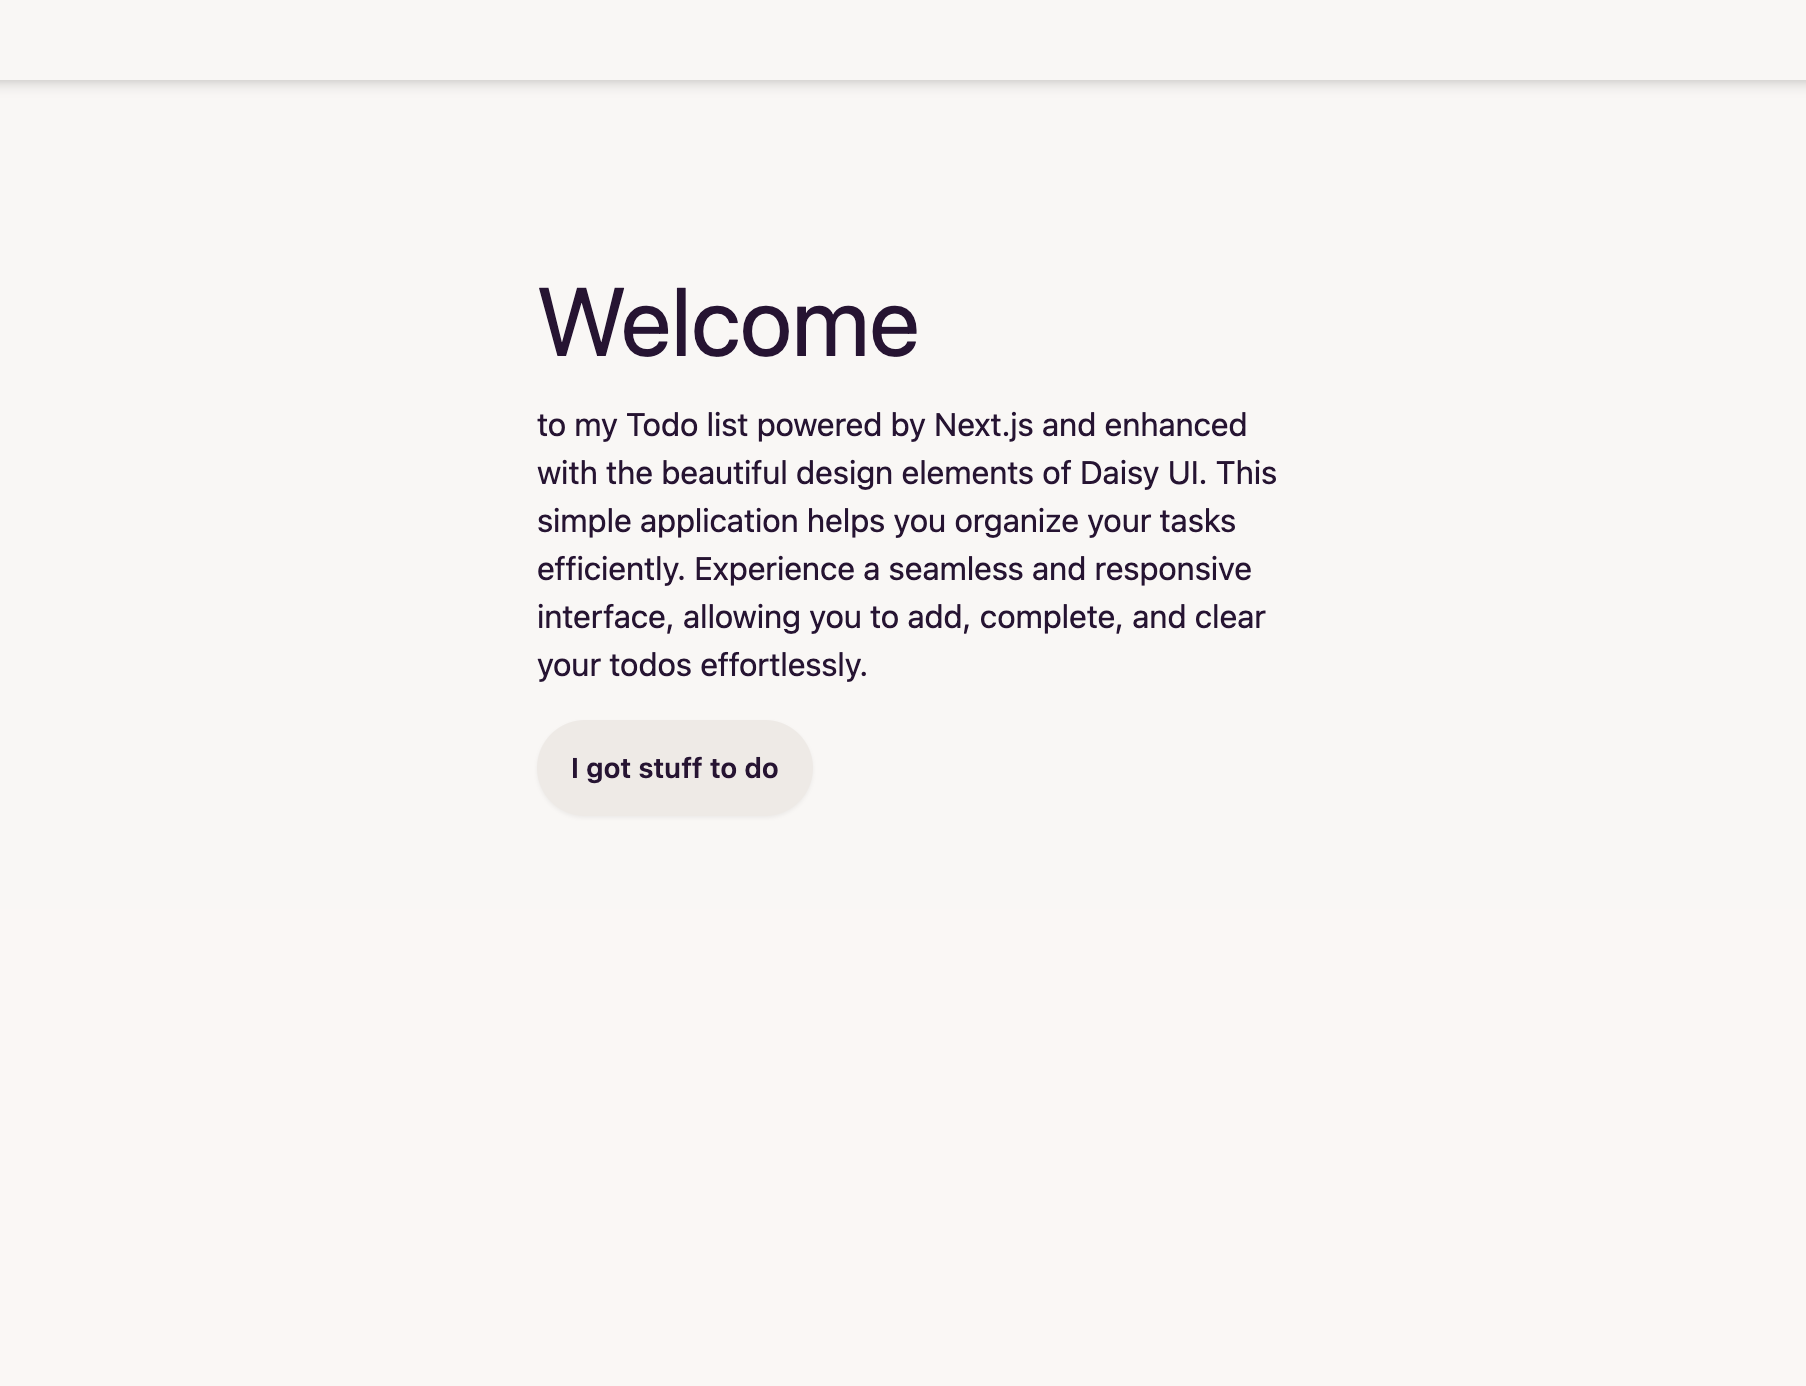 Welcome
to my Todo list powered by Next.js and enhanced
with the beautiful design elements of Daisy UI. This
simple application helps you organize your tasks
efficiently. Experience a seamless and responsive
interface, allowing you to add, complete, and clear
your todos effortlessly.
I got stuff to do